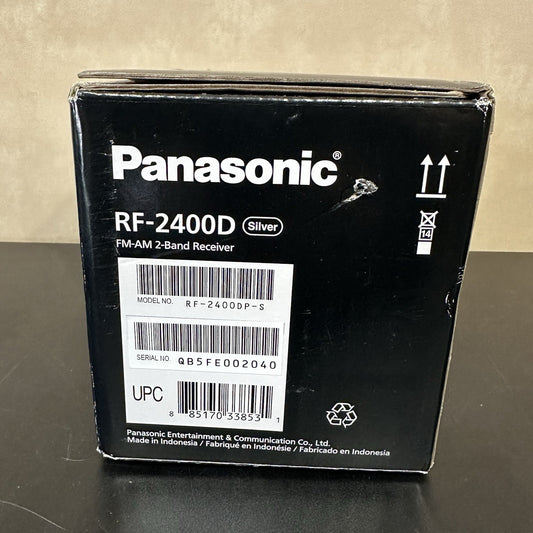 Panasonic®
RF-2400D Silver
FM-AM 2-Band Receiver
14
MODEL NO. RF-2400DP-S
SERIAL NO. QB5FE002040
UPC
8 85170 33853 1
Panasonic Entertainment & Communication Co., Ltd.
Made in Indonesia / Fabriqué en Indonésie / Fabricado en Indonesia